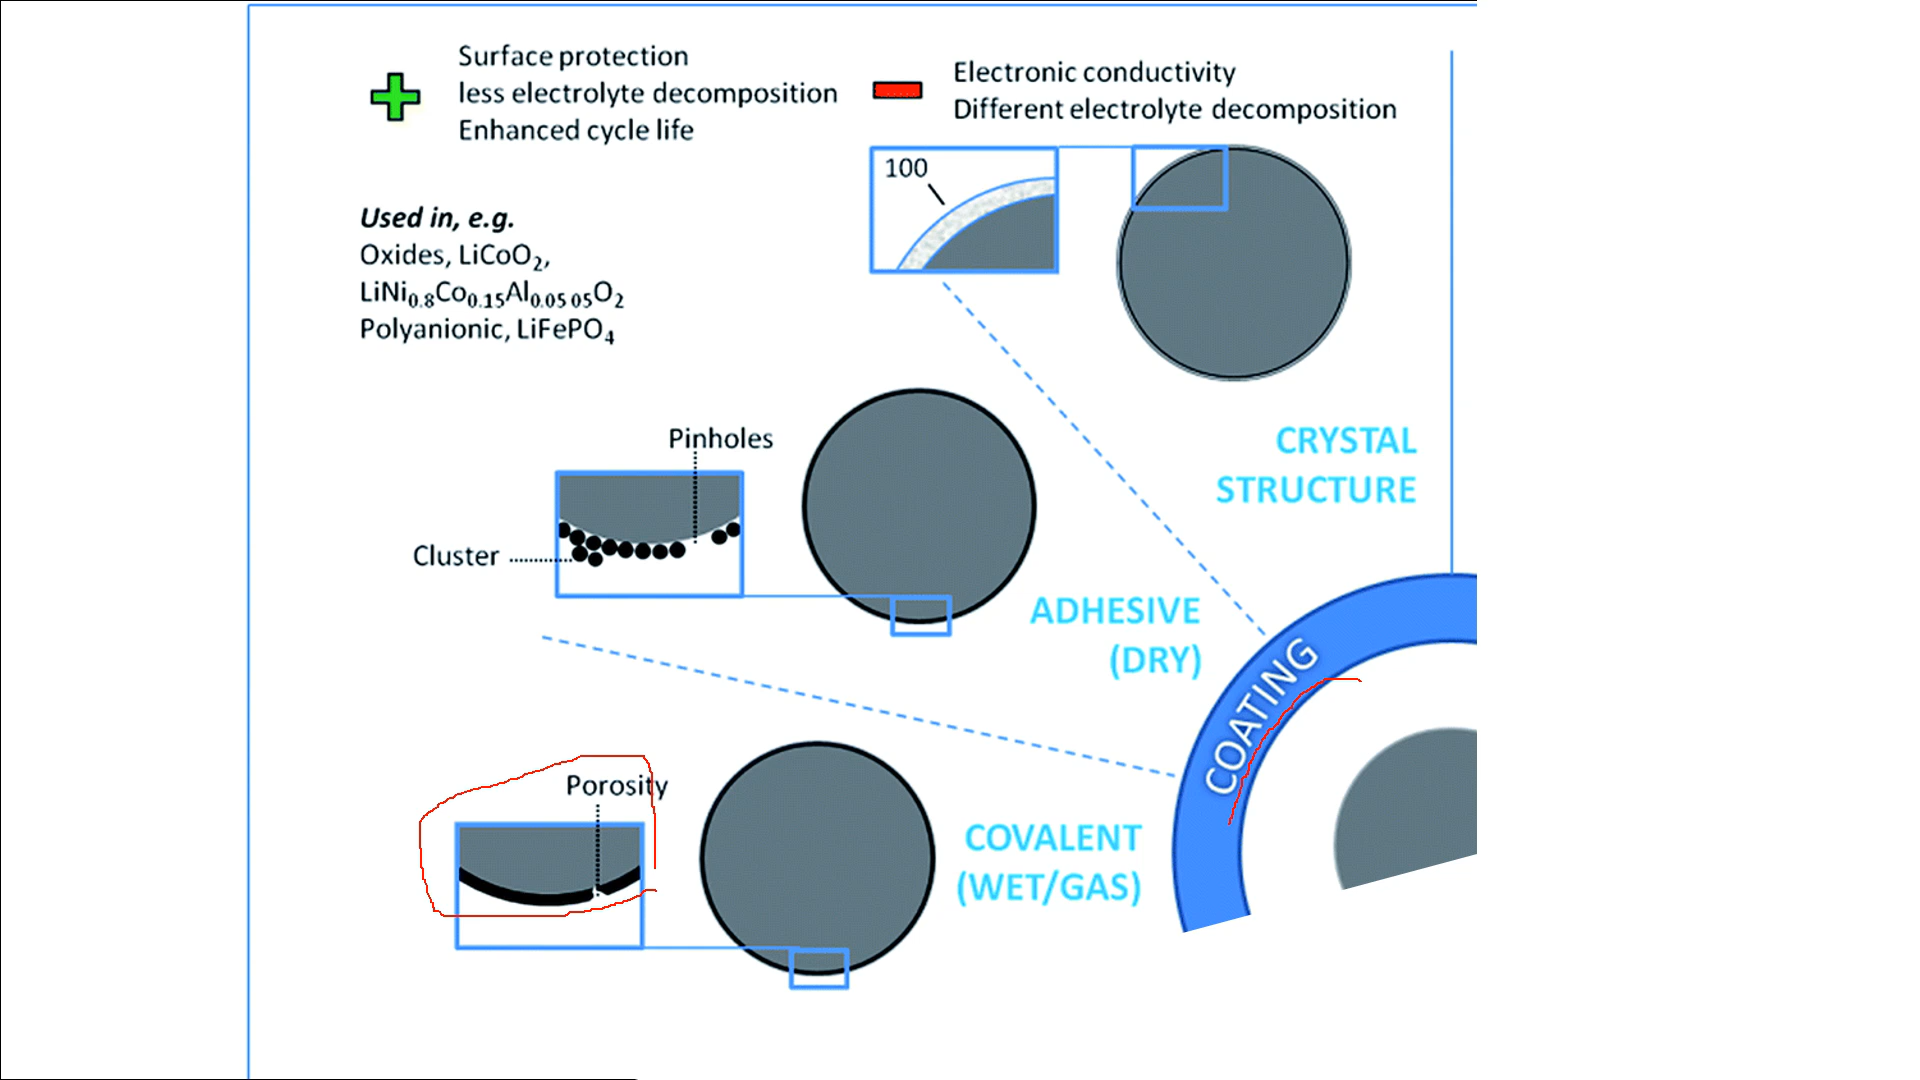 Surface protection
less electrolyte decomposition
Enhanced cycle life
Electronic conductivity
Different electrolyte decomposition
100
Used in, e.g.
Oxides, LiCoO₂,
LiNi₀.₈Co₀.₁₅Al₀.₀₅ ₀₅O₂
Polyanionic, LiFePO₄
CRYSTAL
STRUCTURE
Pinholes
Cluster
ADHESIVE
(DRY)
COATING
Porosity
COVALENT
(WET/GAS)